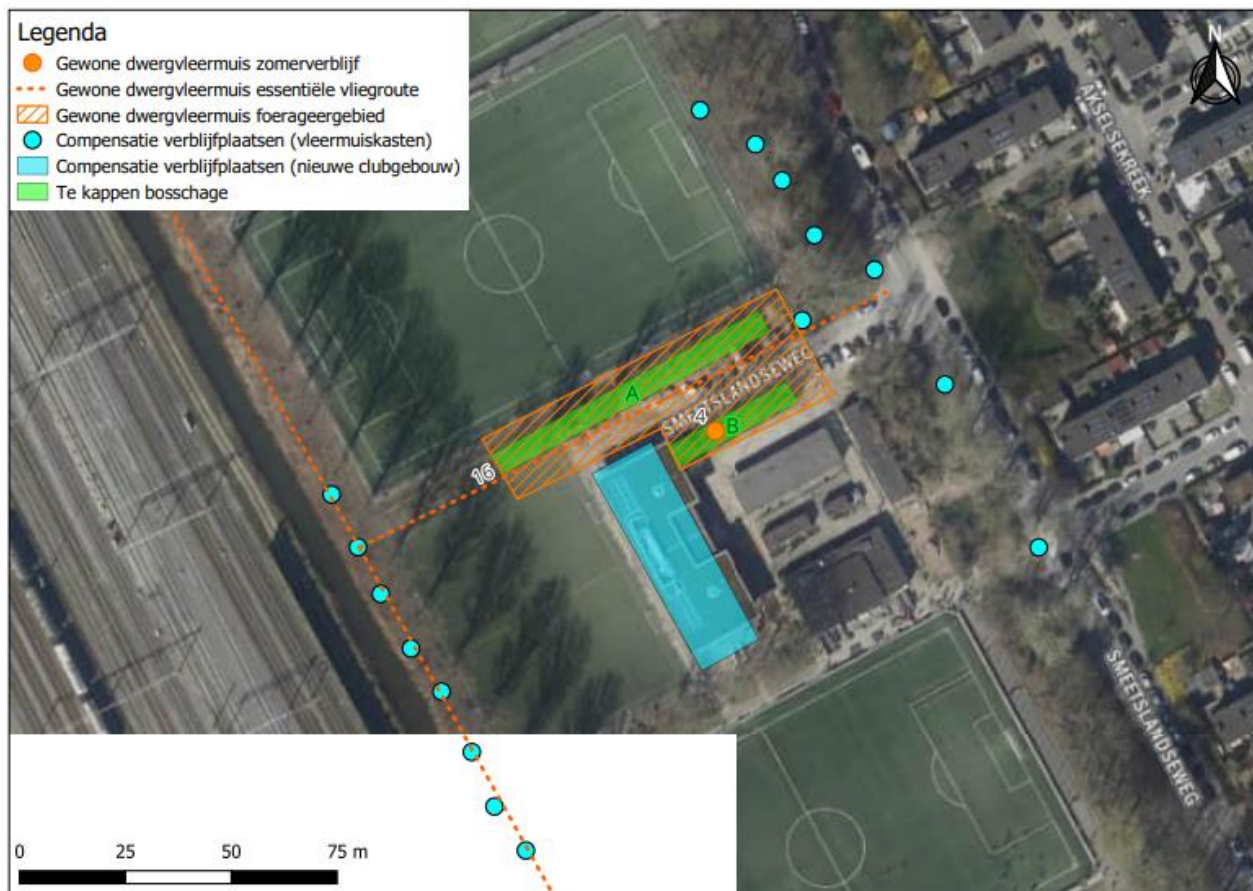 Legenda
Gewone dwergvleermuis zomerverblijf
Gewone dwergvleermuis essentiële vliegroute
Gewone dwergvleermuis foerageergebied
Compensatie verblijfplaatsen (vleermuiskasten)
Compensatie verblijfplaatsen (nieuwe clubgebouw)
Te kappen bosschage
N
AXELSEKREEK
A
SMEETSLANDSEWEG
4
B
16
SMEETSLANDSEWEG
0 25 50 75 m